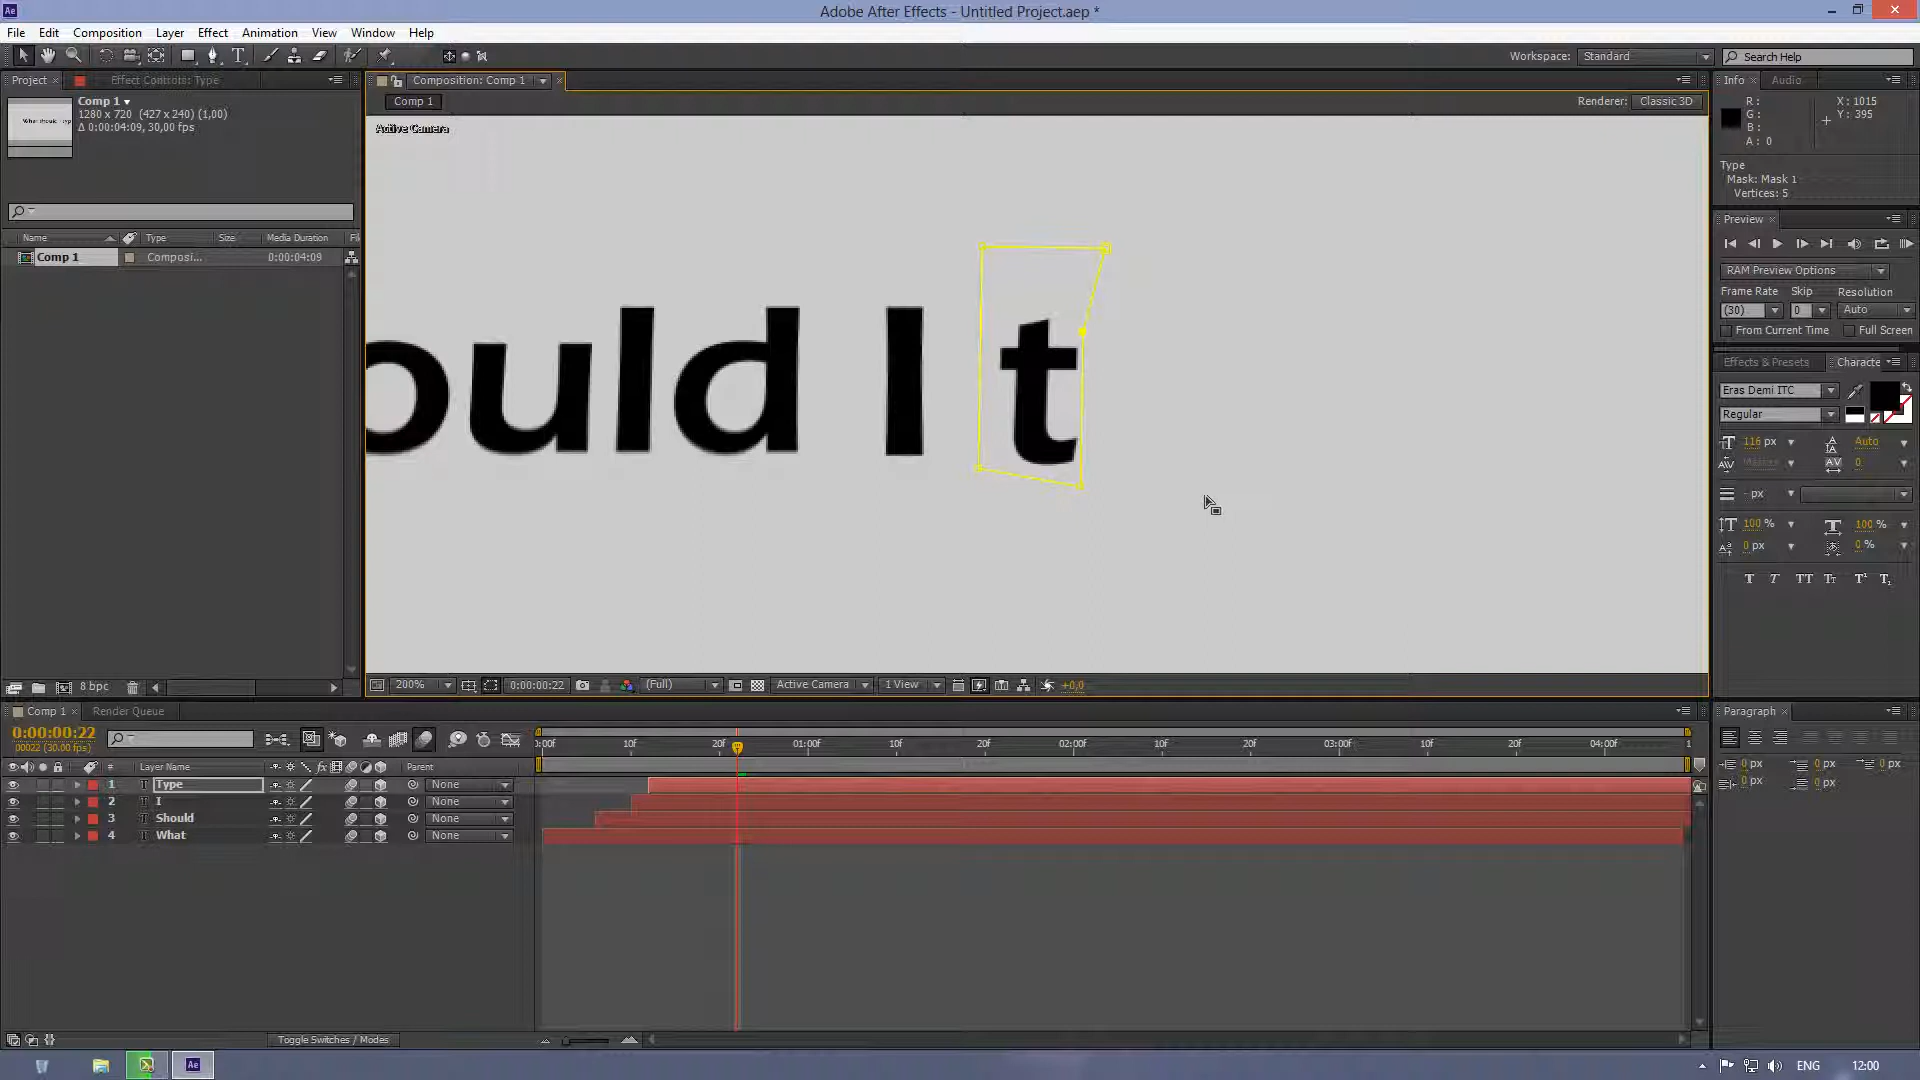 Adobe After Effects - Untitled Project.aep *
File Edit Composition Layer Effect Animation View Window Help
Workspace: Standard Search Help
Project Effect Controls: Type
Composition: Comp 1
Info Audio
Comp 1
1280 x 720 (427 x 240) (1,00)
Δ 0:00:04:09, 30,00 fps
Comp 1
Renderer: Classic 3D
Active Camera
R:
G:
B:
A: 0
X: 1015
Y: 395
Type
Mask: Mask 1
Vertices: 5
Preview
Name Type Size Media Duration
Comp 1 Composi... 0:00:04:09
RAM Preview Options
Frame Rate Skip Resolution
(30) 0 Auto
From Current Time Full Screen
ould I t
Effects & Presets Characte
Eras Demi ITC
Regular
116 px Auto
0
- px
100 % 100 %
0 px 0 %
8 bpc
200% 0:00:00:22 (Full) Active Camera 1 View +0,0
Comp 1 Render Queue
Paragraph
0:00:00:22
00022 (30.00 fps)
0:00f 10f 20f 01:00f 10f 20f 02:00f 10f 20f 03:00f 10f 20f 04:00f 1
# Layer Name Parent
1 Type None
2 I None
3 Should None
4 What None
0 px 0 px 0 px
0 px 0 px
Toggle Switches / Modes
ENG 12:00